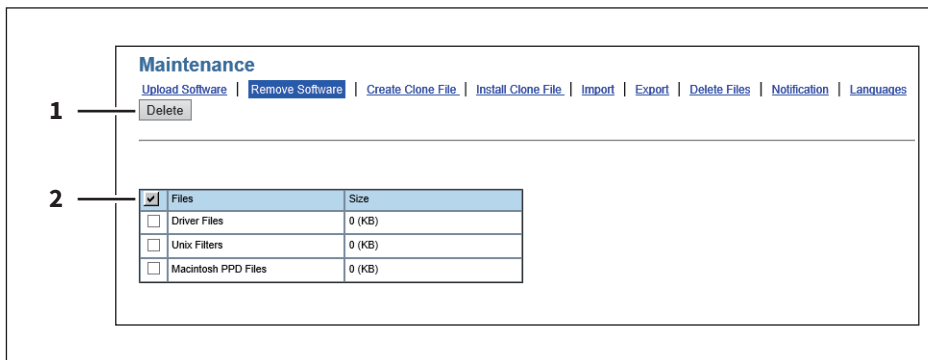 Maintenance
Upload Software | Remove Software | Create Clone File | Install Clone File | Import | Export | Delete Files | Notification | Languages
1 Delete
2 Files Size
Driver Files 0 (KB)
Unix Filters 0 (KB)
Macintosh PPD Files 0 (KB)